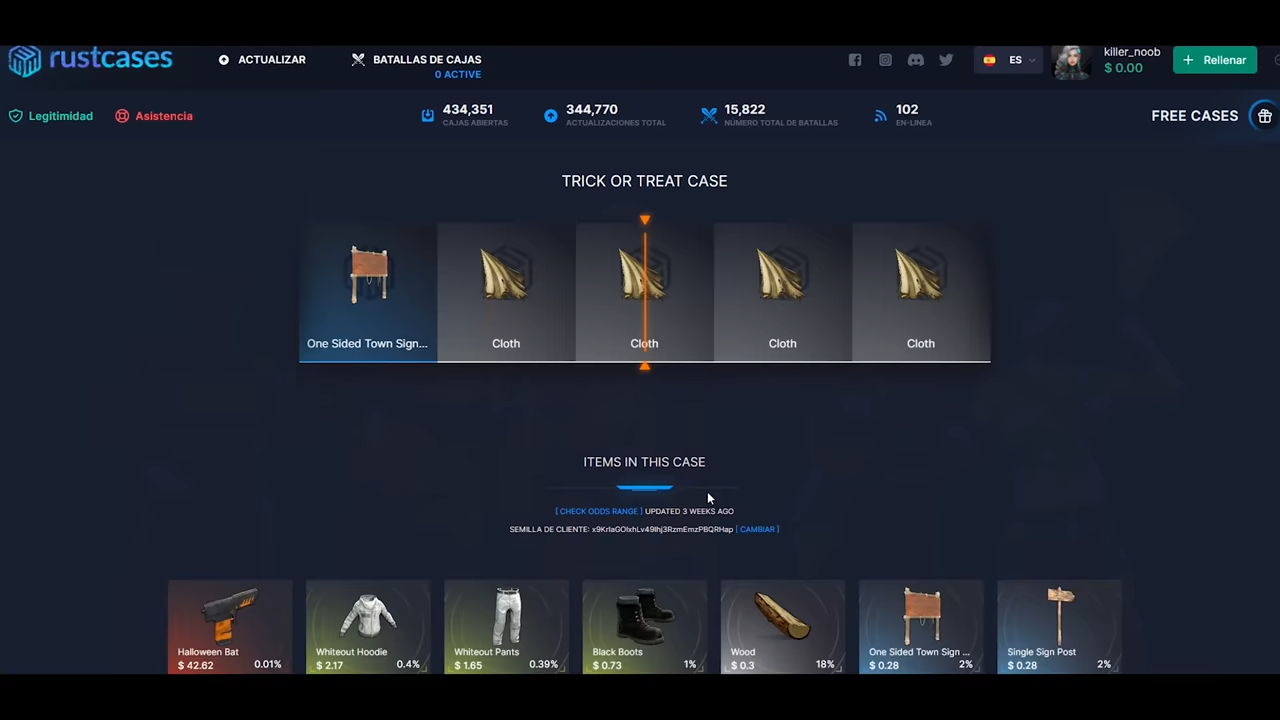 rustcases
ACTUALIZAR
BATALLAS DE CAJAS
0 ACTIVE
ES
killer_noob
$ 0.00
Rellenar
Legitimidad
Asistencia
434,351
CAJAS ABIERTAS
344,770
ACTUALIZACIONES TOTAL
15,822
NÚMERO TOTAL DE BATALLAS
102
EN-LINEA
FREE CASES
TRICK OR TREAT CASE
One Sided Town Sign...
Cloth
Cloth
Cloth
Cloth
ITEMS IN THIS CASE
[ CHECK ODDS RANGE ] UPDATED 3 WEEKS AGO
SEMILLA DE CLIENTE: [ CAMBIAR ]
Halloween Bat
$ 42.62 0.01%
Whiteout Hoodie
$ 2.17 0.4%
Whiteout Pants
$ 1.65 0.39%
Black Boots
$ 0.73 1%
Wood
$ 0.3 18%
One Sided Town Sign ...
$ 0.28 2%
Single Sign Post
$ 0.28 2%